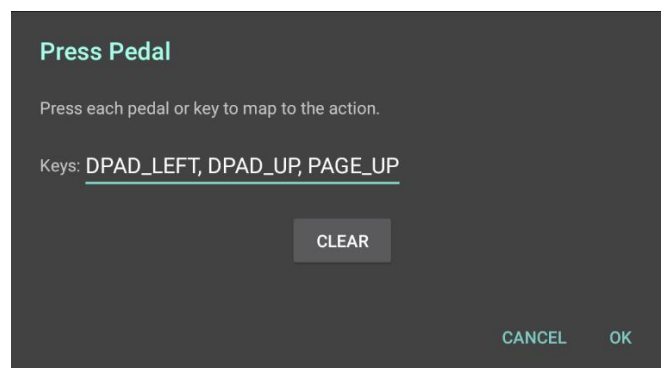 Press Pedal
Press each pedal or key to map to the action.
Keys: DPAD_LEFT, DPAD_UP, PAGE_UP
CLEAR
CANCEL OK